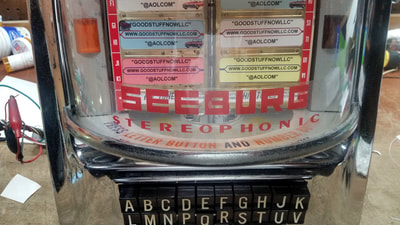 "@AOLCOM" "@AOLCOM"
"GOODSTUFFNOWLLC" "GOODSTUFFNOWLLC"
WWW.GOODSTUFFNOWLLC.COM WWW.GOODSTUFFNOWLLC.COM
"@AOLCOM" "@AOLCOM"
"GOODSTUFFNOWLLC" "GOODSTUFFNOWLLC"
WWW.GOODSTUFFNOWLLC.COM WWW.GOODSTUFFNOWLLC.COM
"@AOLCOM" "@AOLCOM"
SEEBURG
STEREOPHONIC
LETTER BUTTON AND
A B C D E F G H J K
L M N P Q R S T U V